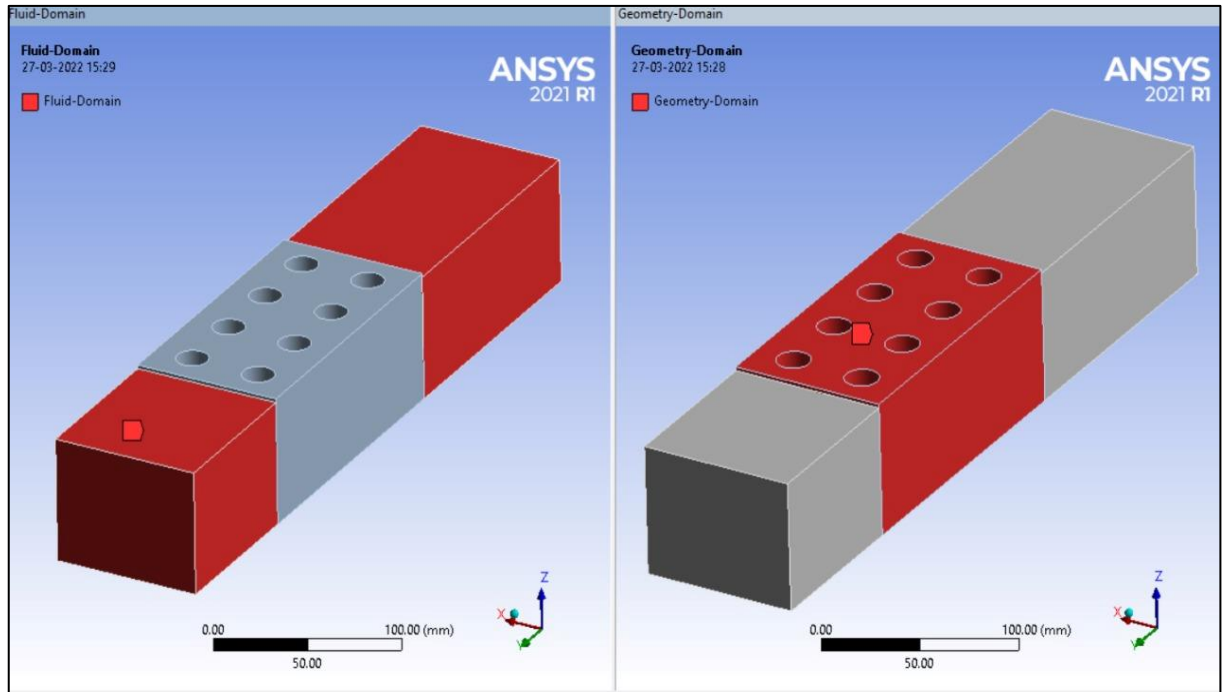 Fluid-Domain
Fluid-Domain
27-03-2022 15:29
Fluid-Domain
ANSYS
2021 R1
Z
X
Y
0.00
100.00 (mm)
50.00
Geometry-Domain
Geometry-Domain
27-03-2022 15:28
Geometry-Domain
ANSYS
2021 R1
Z
X
Y
0.00
100.00 (mm)
50.00